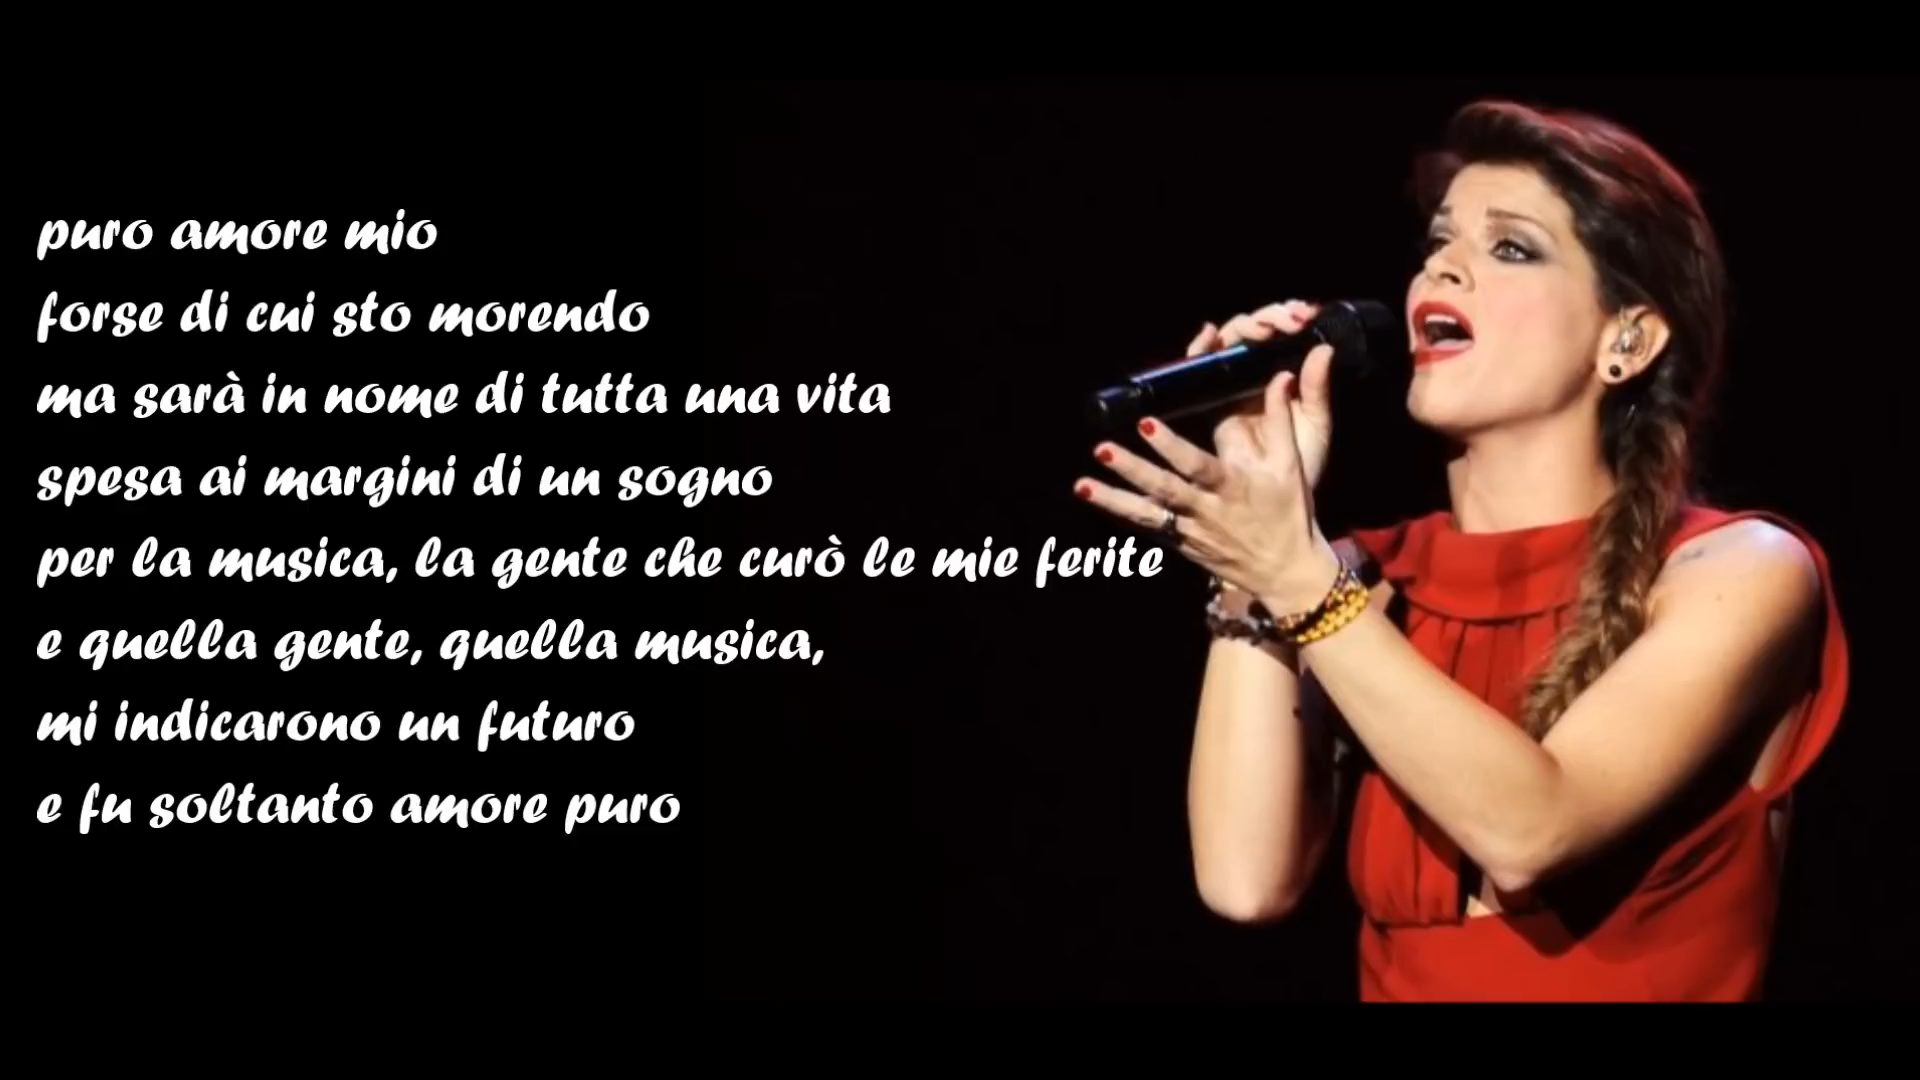 puro amore mio
forse di cui sto morendo
ma sarà in nome di tutta una vita
spesa ai margini di un sogno
per la musica, la gente che curò le mie ferite
e quella gente, quella musica,
mi indicarono un futuro
e fu soltanto amore puro